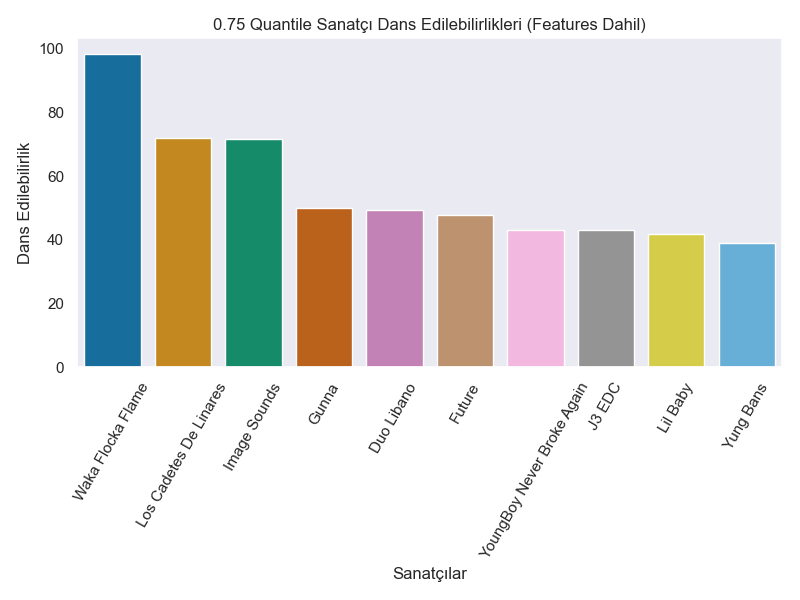 0.75 Quantile Sanatçı Dans Edilebilirlikleri (Features Dahil)
Dans Edilebilirlik
100
80
60
40
20
0
Waka Flocka Flame
Los Cadetes De Linares
Image Sounds
Gunna
Duo Libano
Future
YoungBoy Never Broke Again
J3 EDC
Lil Baby
Yung Bans
Sanatçılar